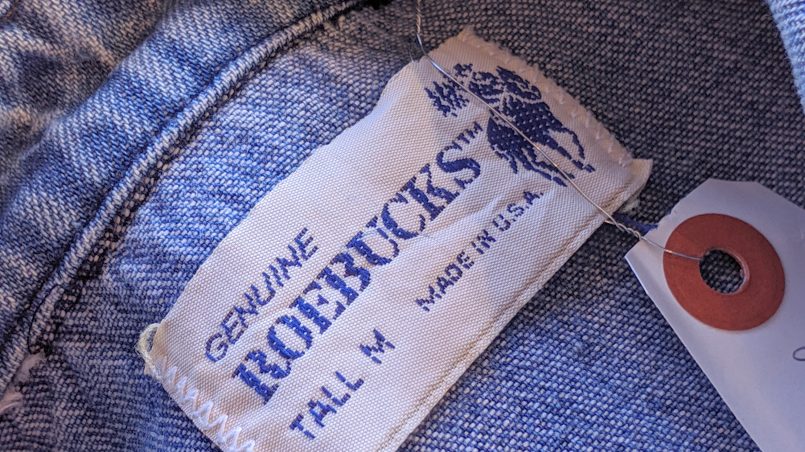 GENUINE
ROEBUCKS™
TALL M
MADE IN U.S.A.